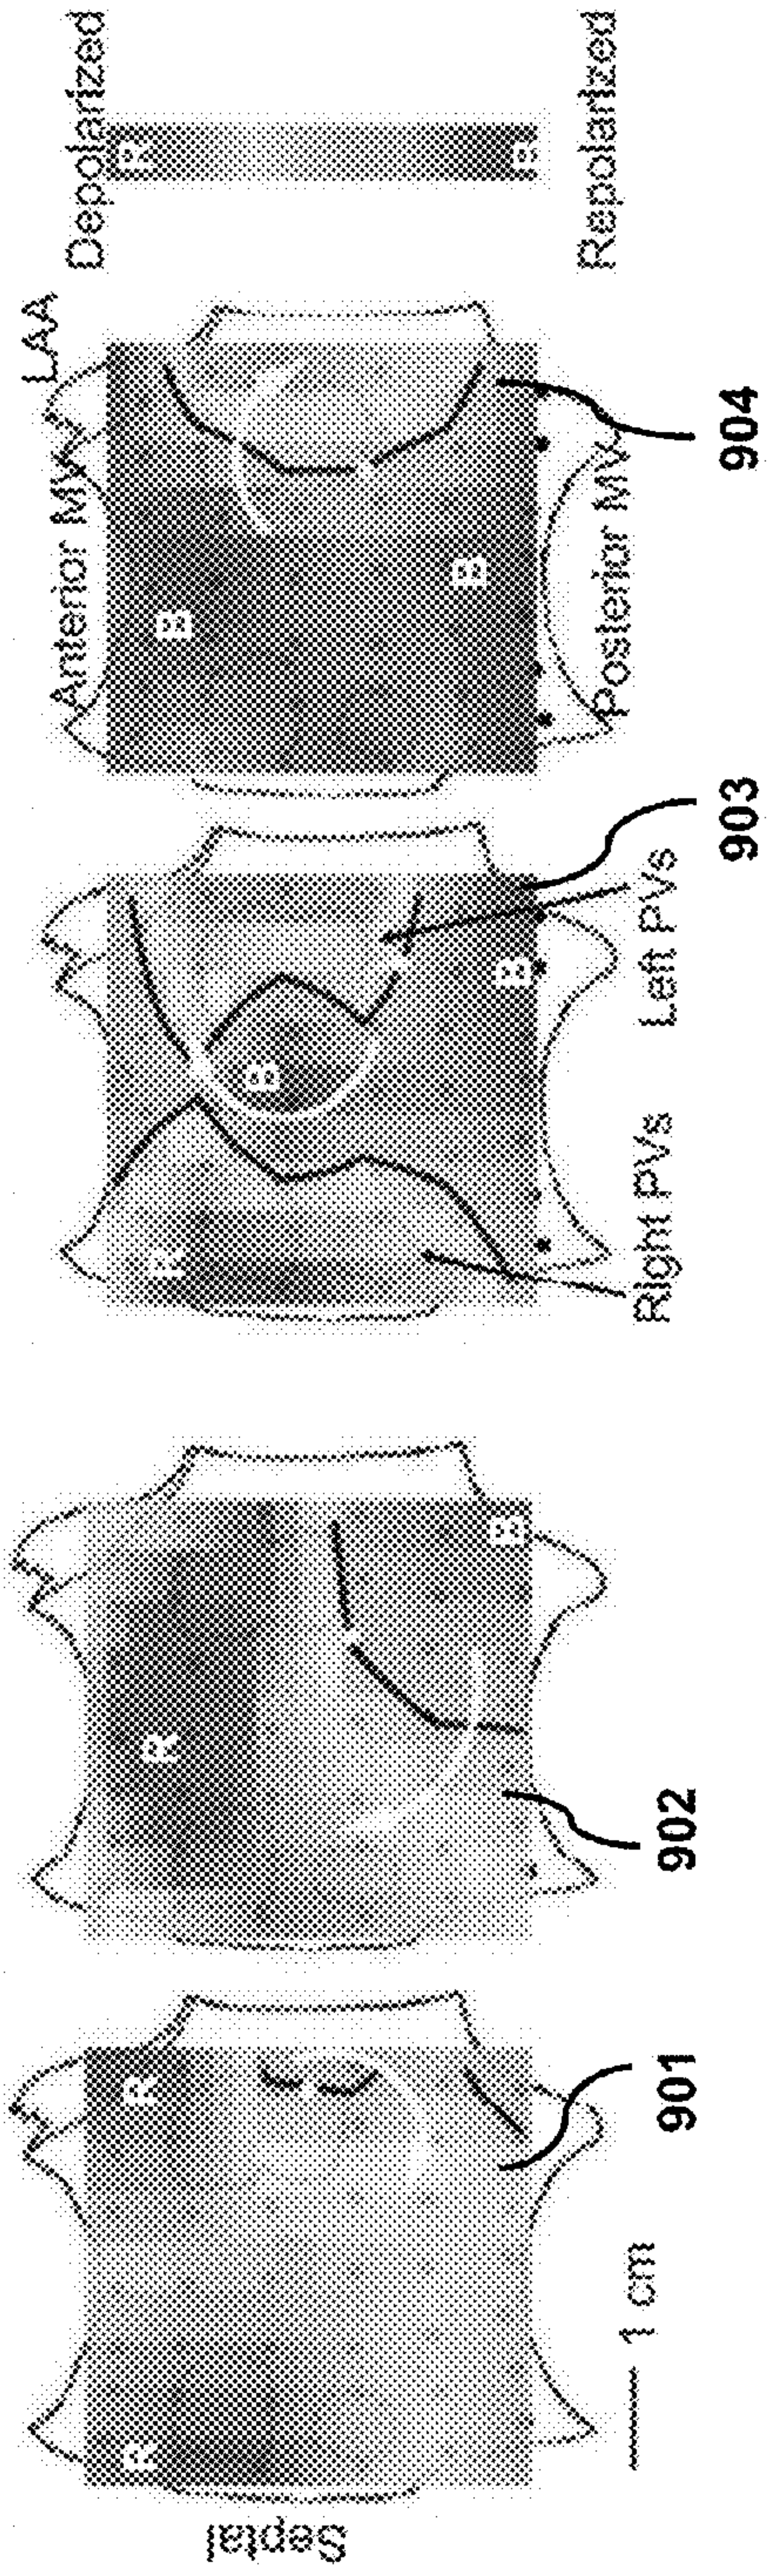 Septal
R
R
1 cm
901
R
B
902
R
B
B
Right PVs
Left PVs
903
Anterior MV
LAA
B
B
Posterior MV
904
Depolarized
R
B
Repolarized